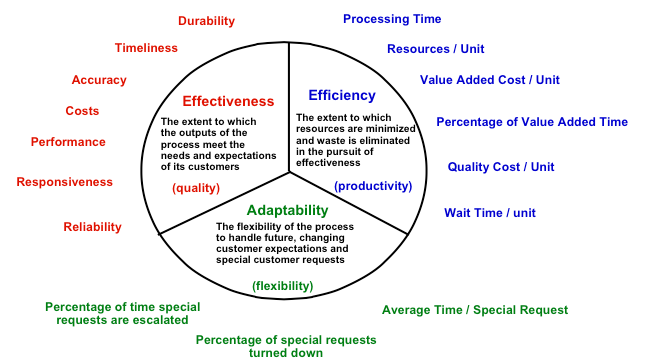 Durability
Timeliness
Accuracy
Costs
Performance
Responsiveness
Reliability
Effectiveness
The extent to which
the outputs of the
process meet the
needs and expectations
of its customers
(quality)
Processing Time
Resources / Unit
Value Added Cost / Unit
Percentage of Value Added Time
Quality Cost / Unit
Wait Time / unit
Efficiency
The extent to which
resources are minimized
and waste is eliminated
in the pursuit of
effectiveness
(productivity)
Adaptability
The flexibility of the process
to handle future, changing
customer expectations and
special customer requests
(flexibility)
Percentage of time special
requests are escalated
Percentage of special requests
turned down
Average Time / Special Request